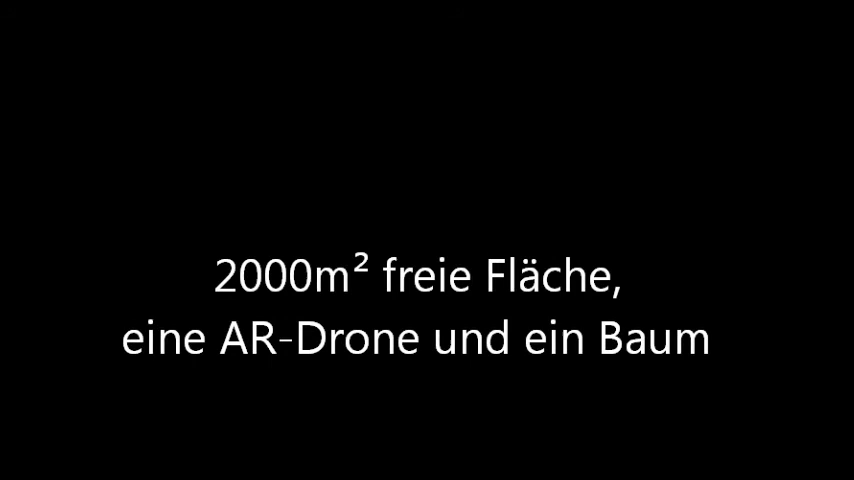 2000m² freie Fläche,
eine AR-Drone und ein Baum